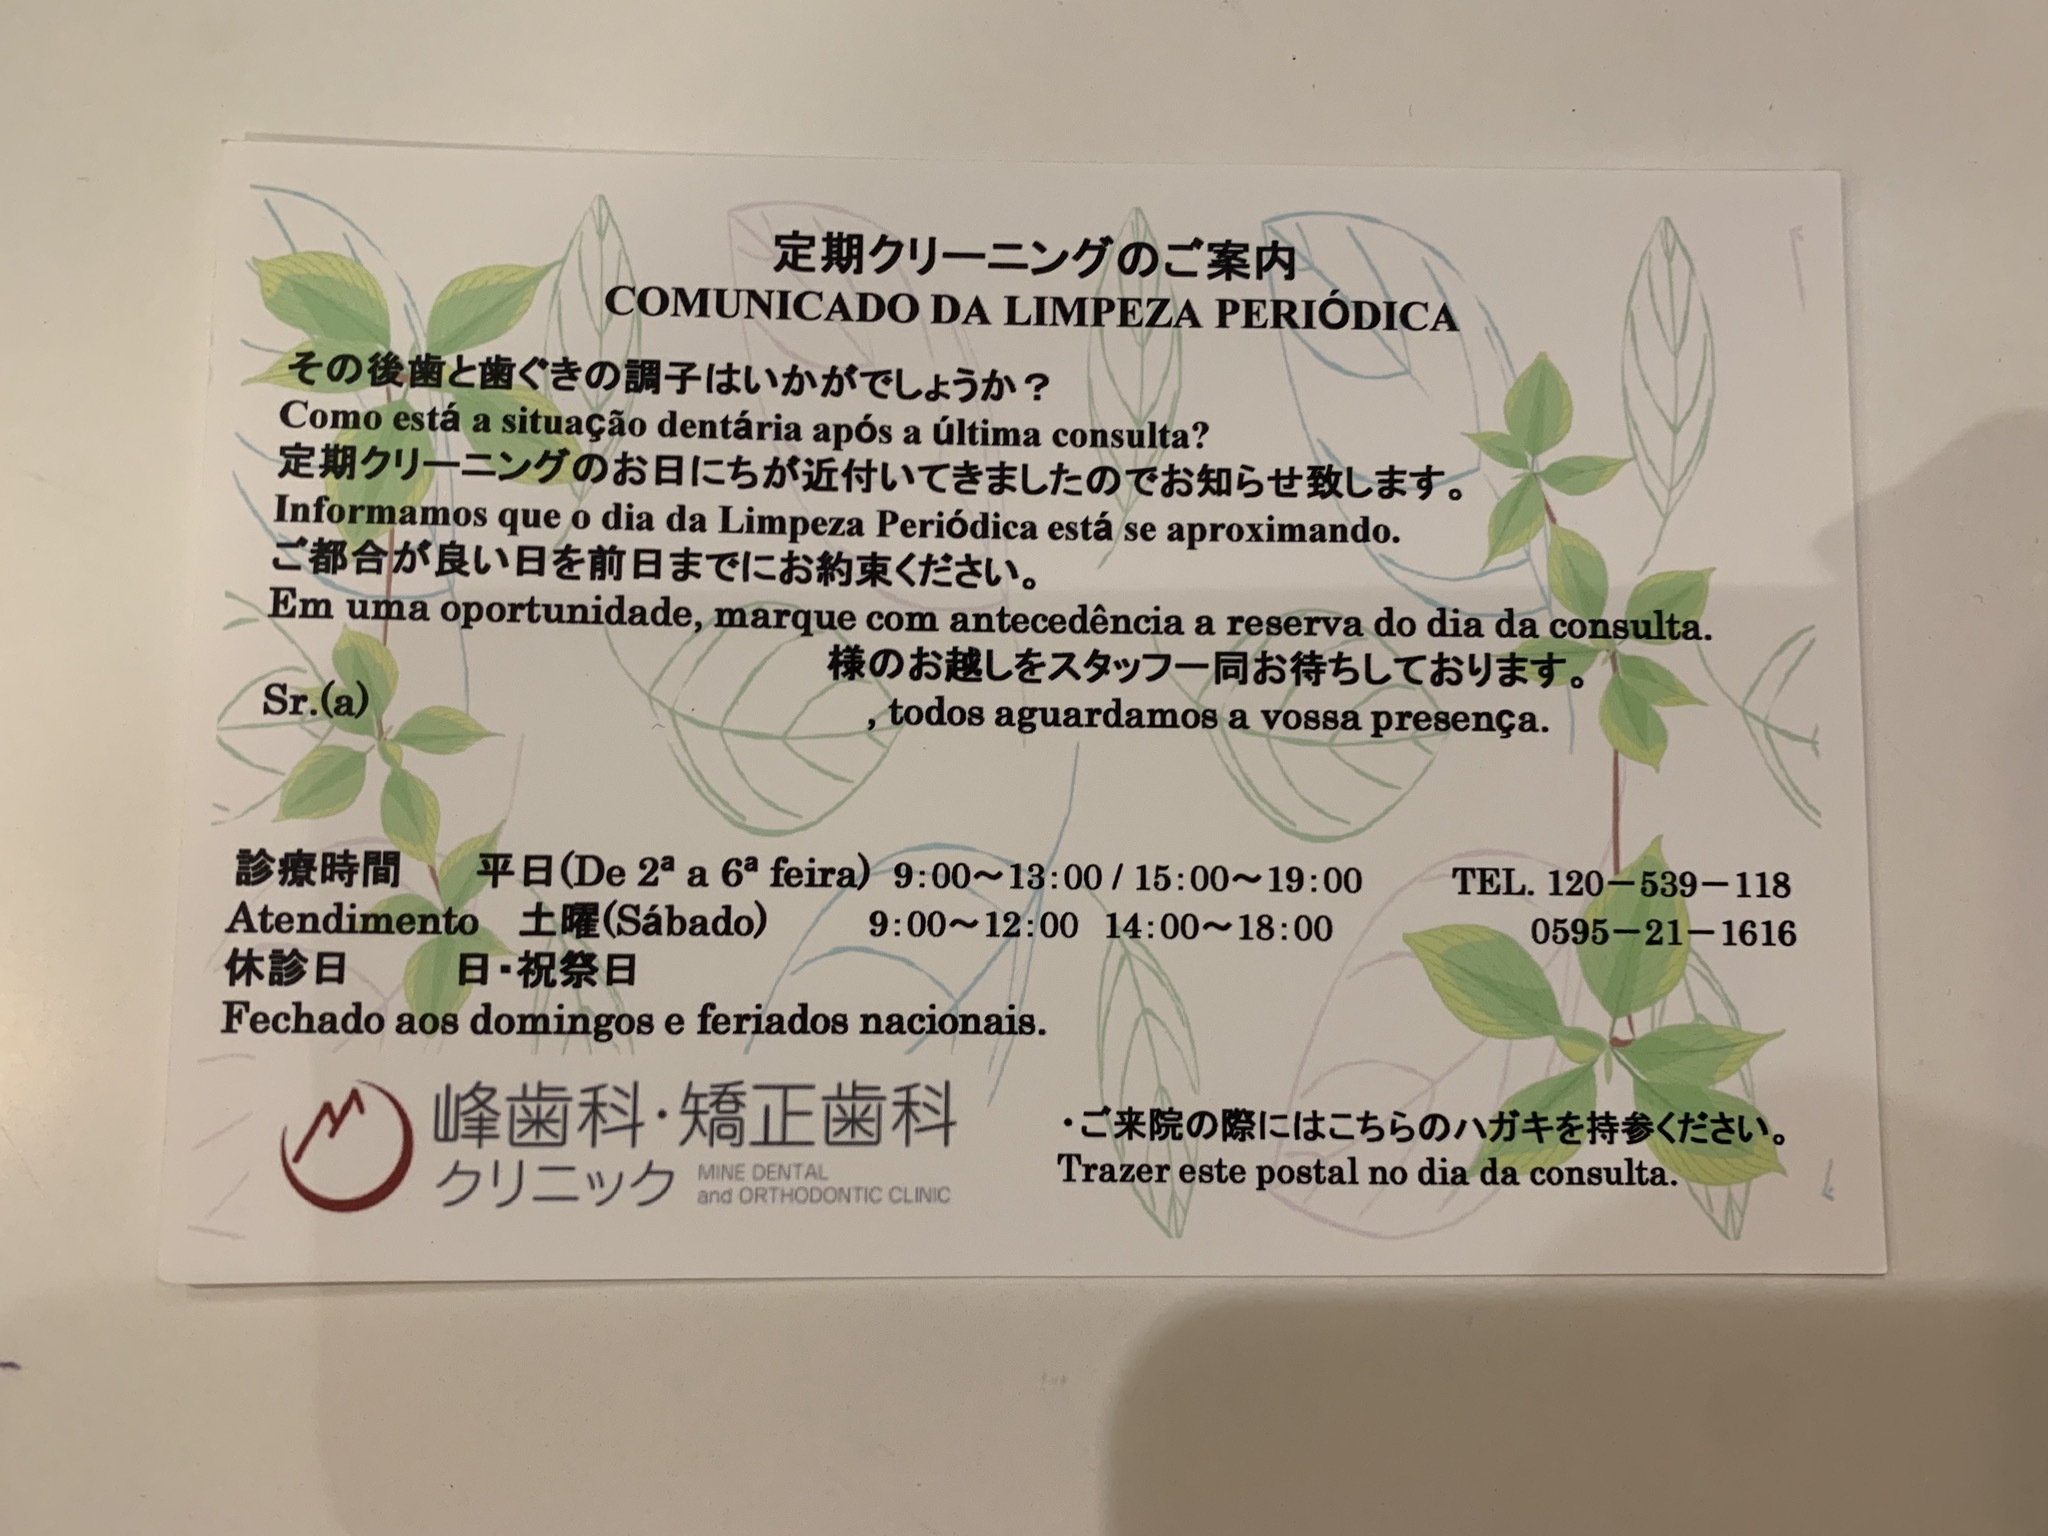 定期クリーニングのご案内
COMUNICADO DA LIMPEZA PERIÓDICA
その後歯と歯ぐきの調子はいかがでしょうか？
Como está a situação dentária após a última consulta?
定期クリーニングのお日にちが近付いてきましたのでお知らせ致します。
Informamos que o dia da Limpeza Periódica está se aproximando.
ご都合が良い日を前日までにお約束ください。
Em uma oportunidade, marque com antecedência a reserva do dia da consulta.
様のお越しをスタッフ一同お待ちしております。
Sr.(a) , todos aguardamos a vossa presença.
診療時間 平日(De 2ª a 6ª feira) 9:00～13:00 / 15:00～19:00 TEL. 120－539－118
Atendimento 土曜(Sábado) 9:00～12:00 14:00～18:00 0595－21－1616
休診日 日・祝祭日
Fechado aos domingos e feriados nacionais.
峰歯科・矯正歯科
クリニック MINE DENTAL
and ORTHODONTIC CLINIC
・ご来院の際にはこちらのハガキを持参ください。
Trazer este postal no dia da consulta.